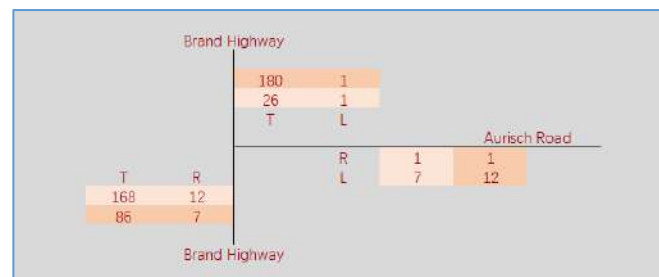 Brand Highway
180 1
26 1
T L
Aurisch Road
R 1 1
T R
L 7 12
168 12
86 7
Brand Highway